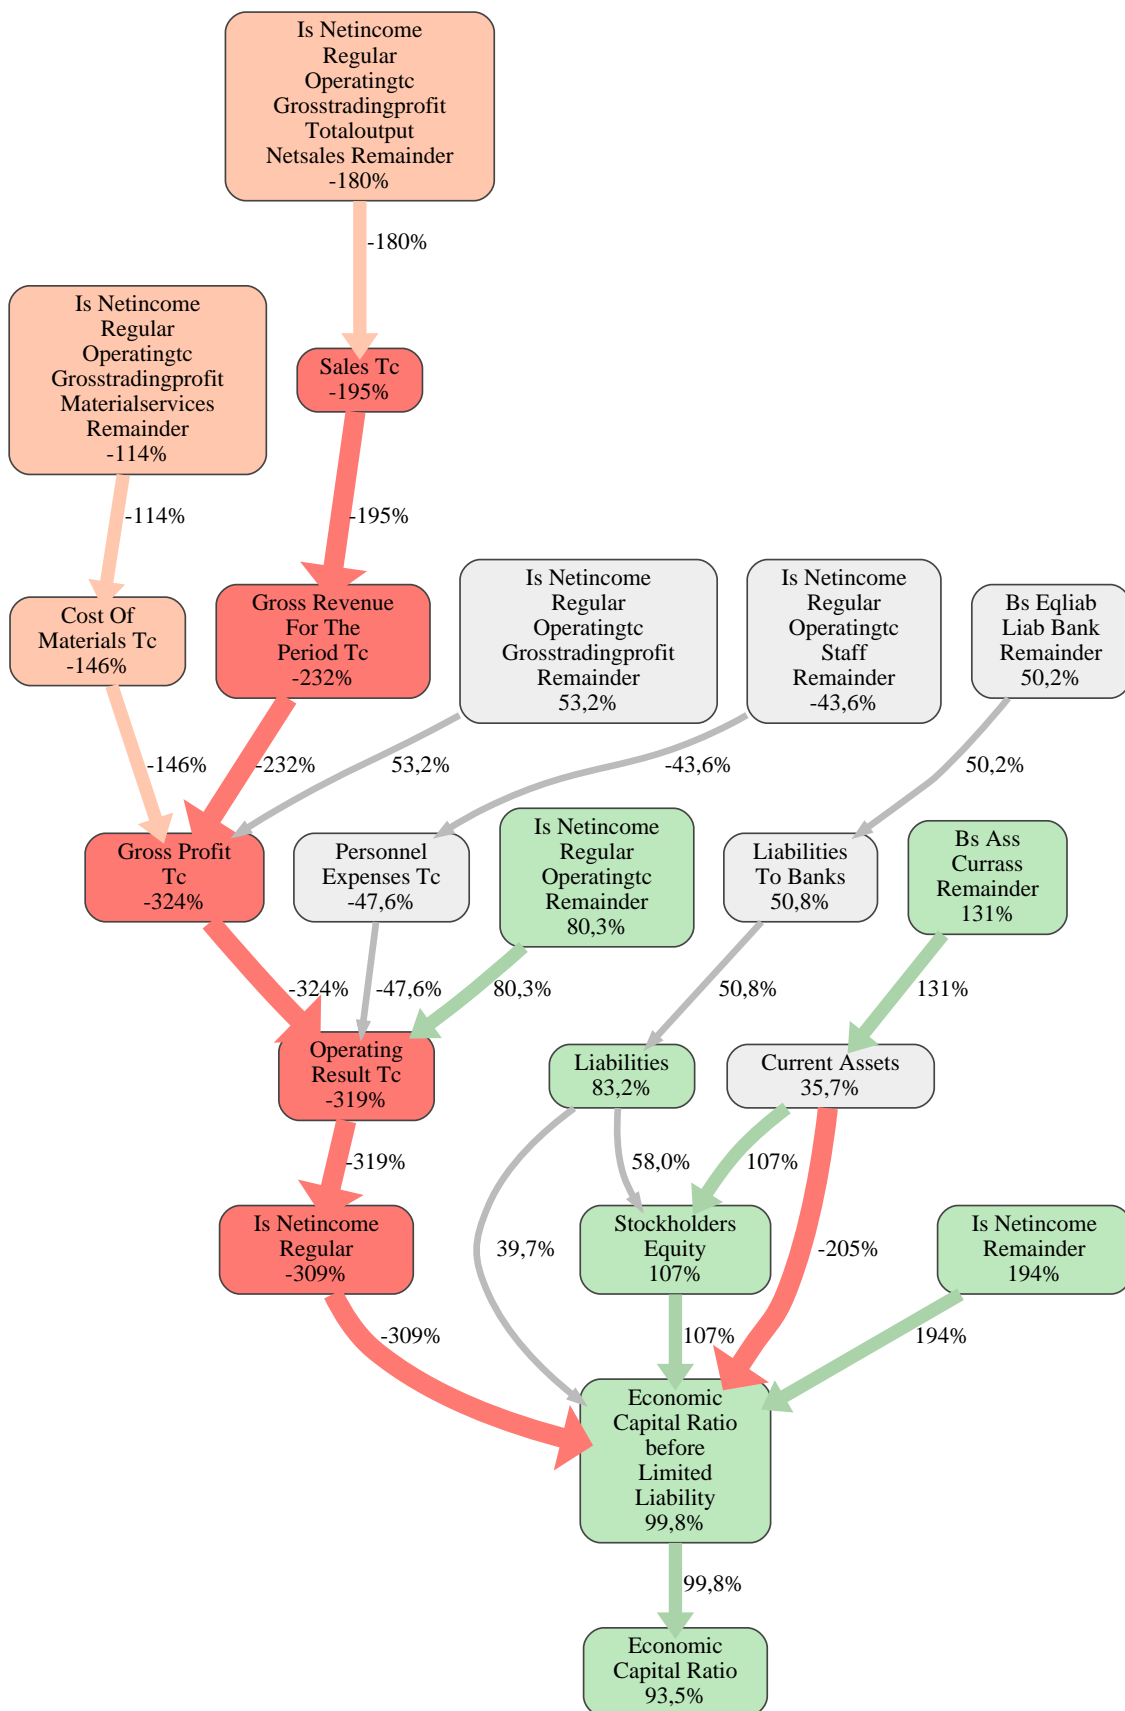 Is Netincome
Regular
Operatingtc
Grosstradingprofit
Totaloutput
Netsales Remainder
-180%
-180%
Is Netincome
Regular
Operatingtc
Grosstradingprofit
Materialservices
Remainder
-114%
Sales Tc
-195%
-114%
-195%
Cost Of
Materials Tc
-146%
Gross Revenue
For The
Period Tc
-232%
Is Netincome
Regular
Operatingtc
Grosstradingprofit
Remainder
53,2%
Is Netincome
Regular
Operatingtc
Staff
Remainder
-43,6%
Bs Eqliab
Liab Bank
Remainder
50,2%
-146%
-232%
53,2%
-43,6%
50,2%
Gross Profit
Tc
-324%
Personnel
Expenses Tc
-47,6%
Is Netincome
Regular
Operatingtc
Remainder
80,3%
Liabilities
To Banks
50,8%
Bs Ass
Currass
Remainder
131%
-324%
-47,6%
80,3%
50,8%
131%
Operating
Result Tc
-319%
Liabilities
83,2%
Current Assets
35,7%
-319%
58,0%
107%
Is Netincome
Regular
-309%
39,7%
Stockholders
Equity
107%
-205%
Is Netincome
Remainder
194%
-309%
107%
194%
Economic
Capital Ratio
before
Limited
Liability
99,8%
99,8%
Economic
Capital Ratio
93,5%